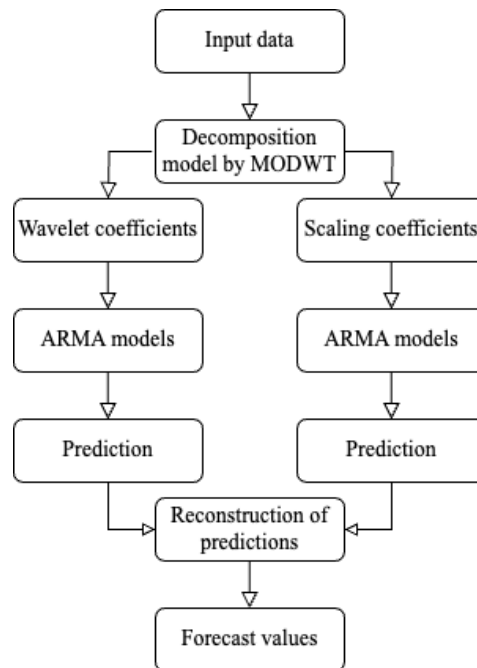 Input data
Decomposition
model by MODWT
Wavelet coefficients
Scaling coefficients
ARMA models
ARMA models
Prediction
Prediction
Reconstruction of
predictions
Forecast values